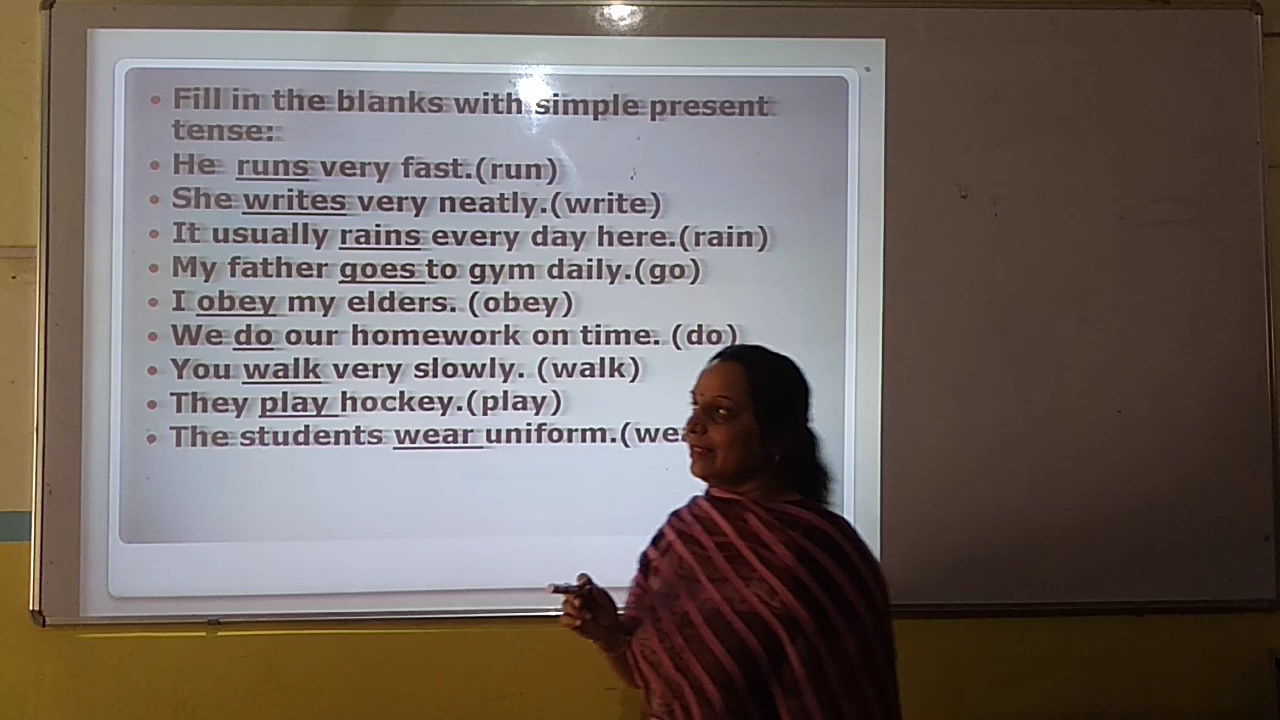 Fill in the blanks with simple present
tense:
He runs very fast.(run)
She writes very neatly.(write)
It usually rains every day here.(rain)
My father goes to gym daily.(go)
I obey my elders. (obey)
We do our homework on time. (do)
You walk very slowly. (walk)
They play hockey.(play)
The students wear uniform.